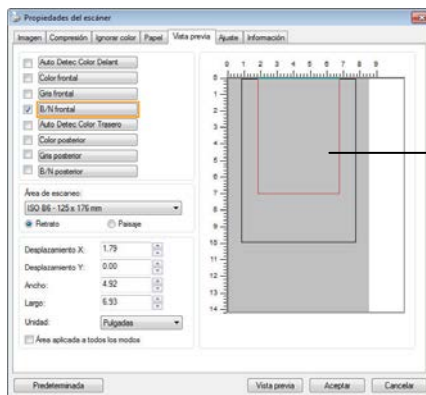 Propiedades del escáner
Imagen Compresión Ignorar color Papel Vista previa Ajuste Información
Auto Detec Color Delant
Color frontal
Gris frontal
B/N frontal
Auto Detec Color Trasero
Color posterior
Gris posterior
B/N posterior
Área de escaneo:
ISO B6 - 125 x 176 mm
Retrato Paisaje
Desplazamiento X: 1.79
Desplazamiento Y: 0.00
Ancho: 4.92
Largo: 6.93
Unidad: Pulgadas
Área aplicada a todos los modos
0 1 2 3 4 5 6 7 8 9
0
1
2
3
4
5
6
7
8
9
10
11
12
13
14
Predeterminada Vista previa Aceptar Cancelar